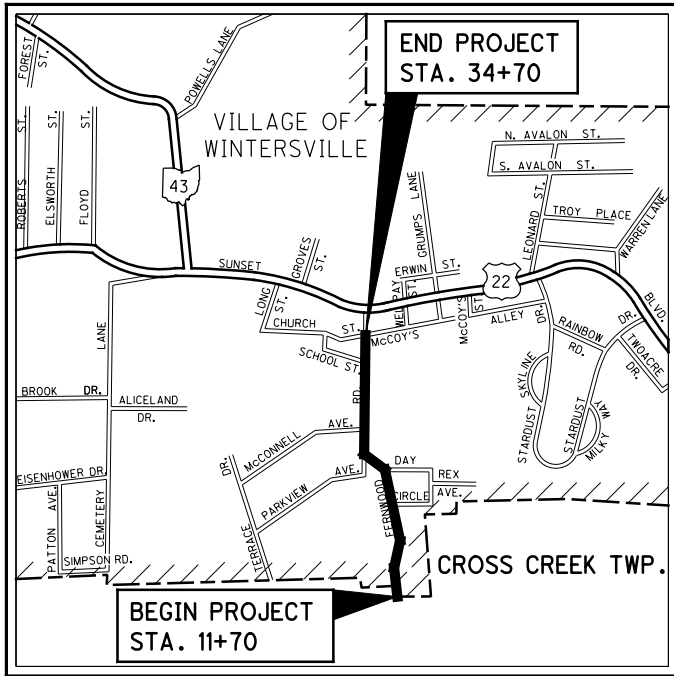 END PROJECT
STA. 34+70
FOREST ST.
POWELLS LANE
VILLAGE OF
WINTERSVILLE
N. AVALON ST.
S. AVALON ST.
43
ROBERTS ST.
ELSWORTH ST.
FLOYD ST.
LEONARD ST.
TROY PLACE
WARREN LANE
GRUMPS LANE
SUNSET
GROVES ST.
LONG ST.
ERWIN ST.
WELDAY ST.
22
BLVD.
CHURCH ST.
McCOY'S
McCOY'S ST.
ALLEY
DR.
RAINBOW RD.
DR.
TWOACRE DR.
SCHOOL ST.
LANE
RD.
SKYLINE
STARDUST
STARDUST
MILKY WAY
BROOK DR.
ALICELAND
DR.
McCONNELL AVE.
DAY
REX
AVE.
CIRCLE
FERNWOOD
EISENHOWER DR.
PARKVIEW AVE.
DR.
TERRACE
PATTON AVE.
CEMETERY
SIMPSON RD.
CROSS CREEK TWP.
BEGIN PROJECT
STA. 11+70